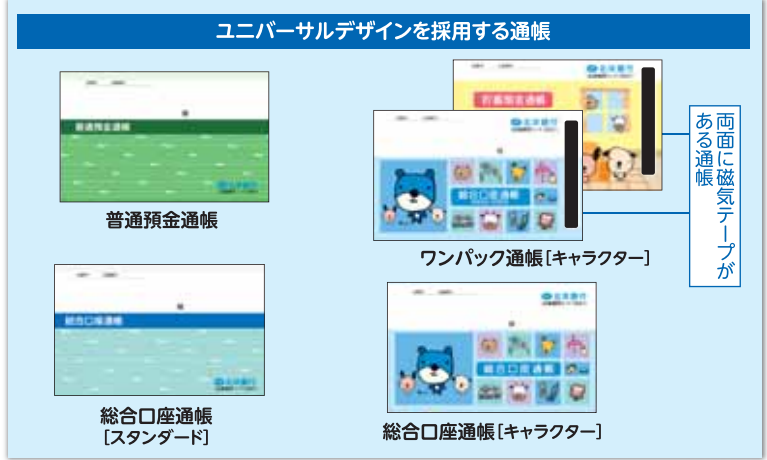 ユニバーサルデザインを採用する通帳
普通預金通帳
普通預金通帳
貯蓄預金通帳
総合口座通帳
ワンパック通帳[キャラクター]
両面に磁気テープが
ある通帳
総合口座通帳
総合口座通帳
[スタンダード]
総合口座通帳
総合口座通帳[キャラクター]